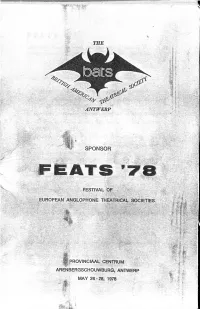 THE
bats
BRITISH AMERICAN THEATRICAL SOCIETY
ANTWERP
SPONSOR
FEATS '78
FESTIVAL OF
EUROPEAN ANGLOPHONE THEATRICAL SOCIETIES
PROVINCIAAL CENTRUM
ARENBERGSCHOUWBURG, ANTWERP
MAY 26-28, 1978